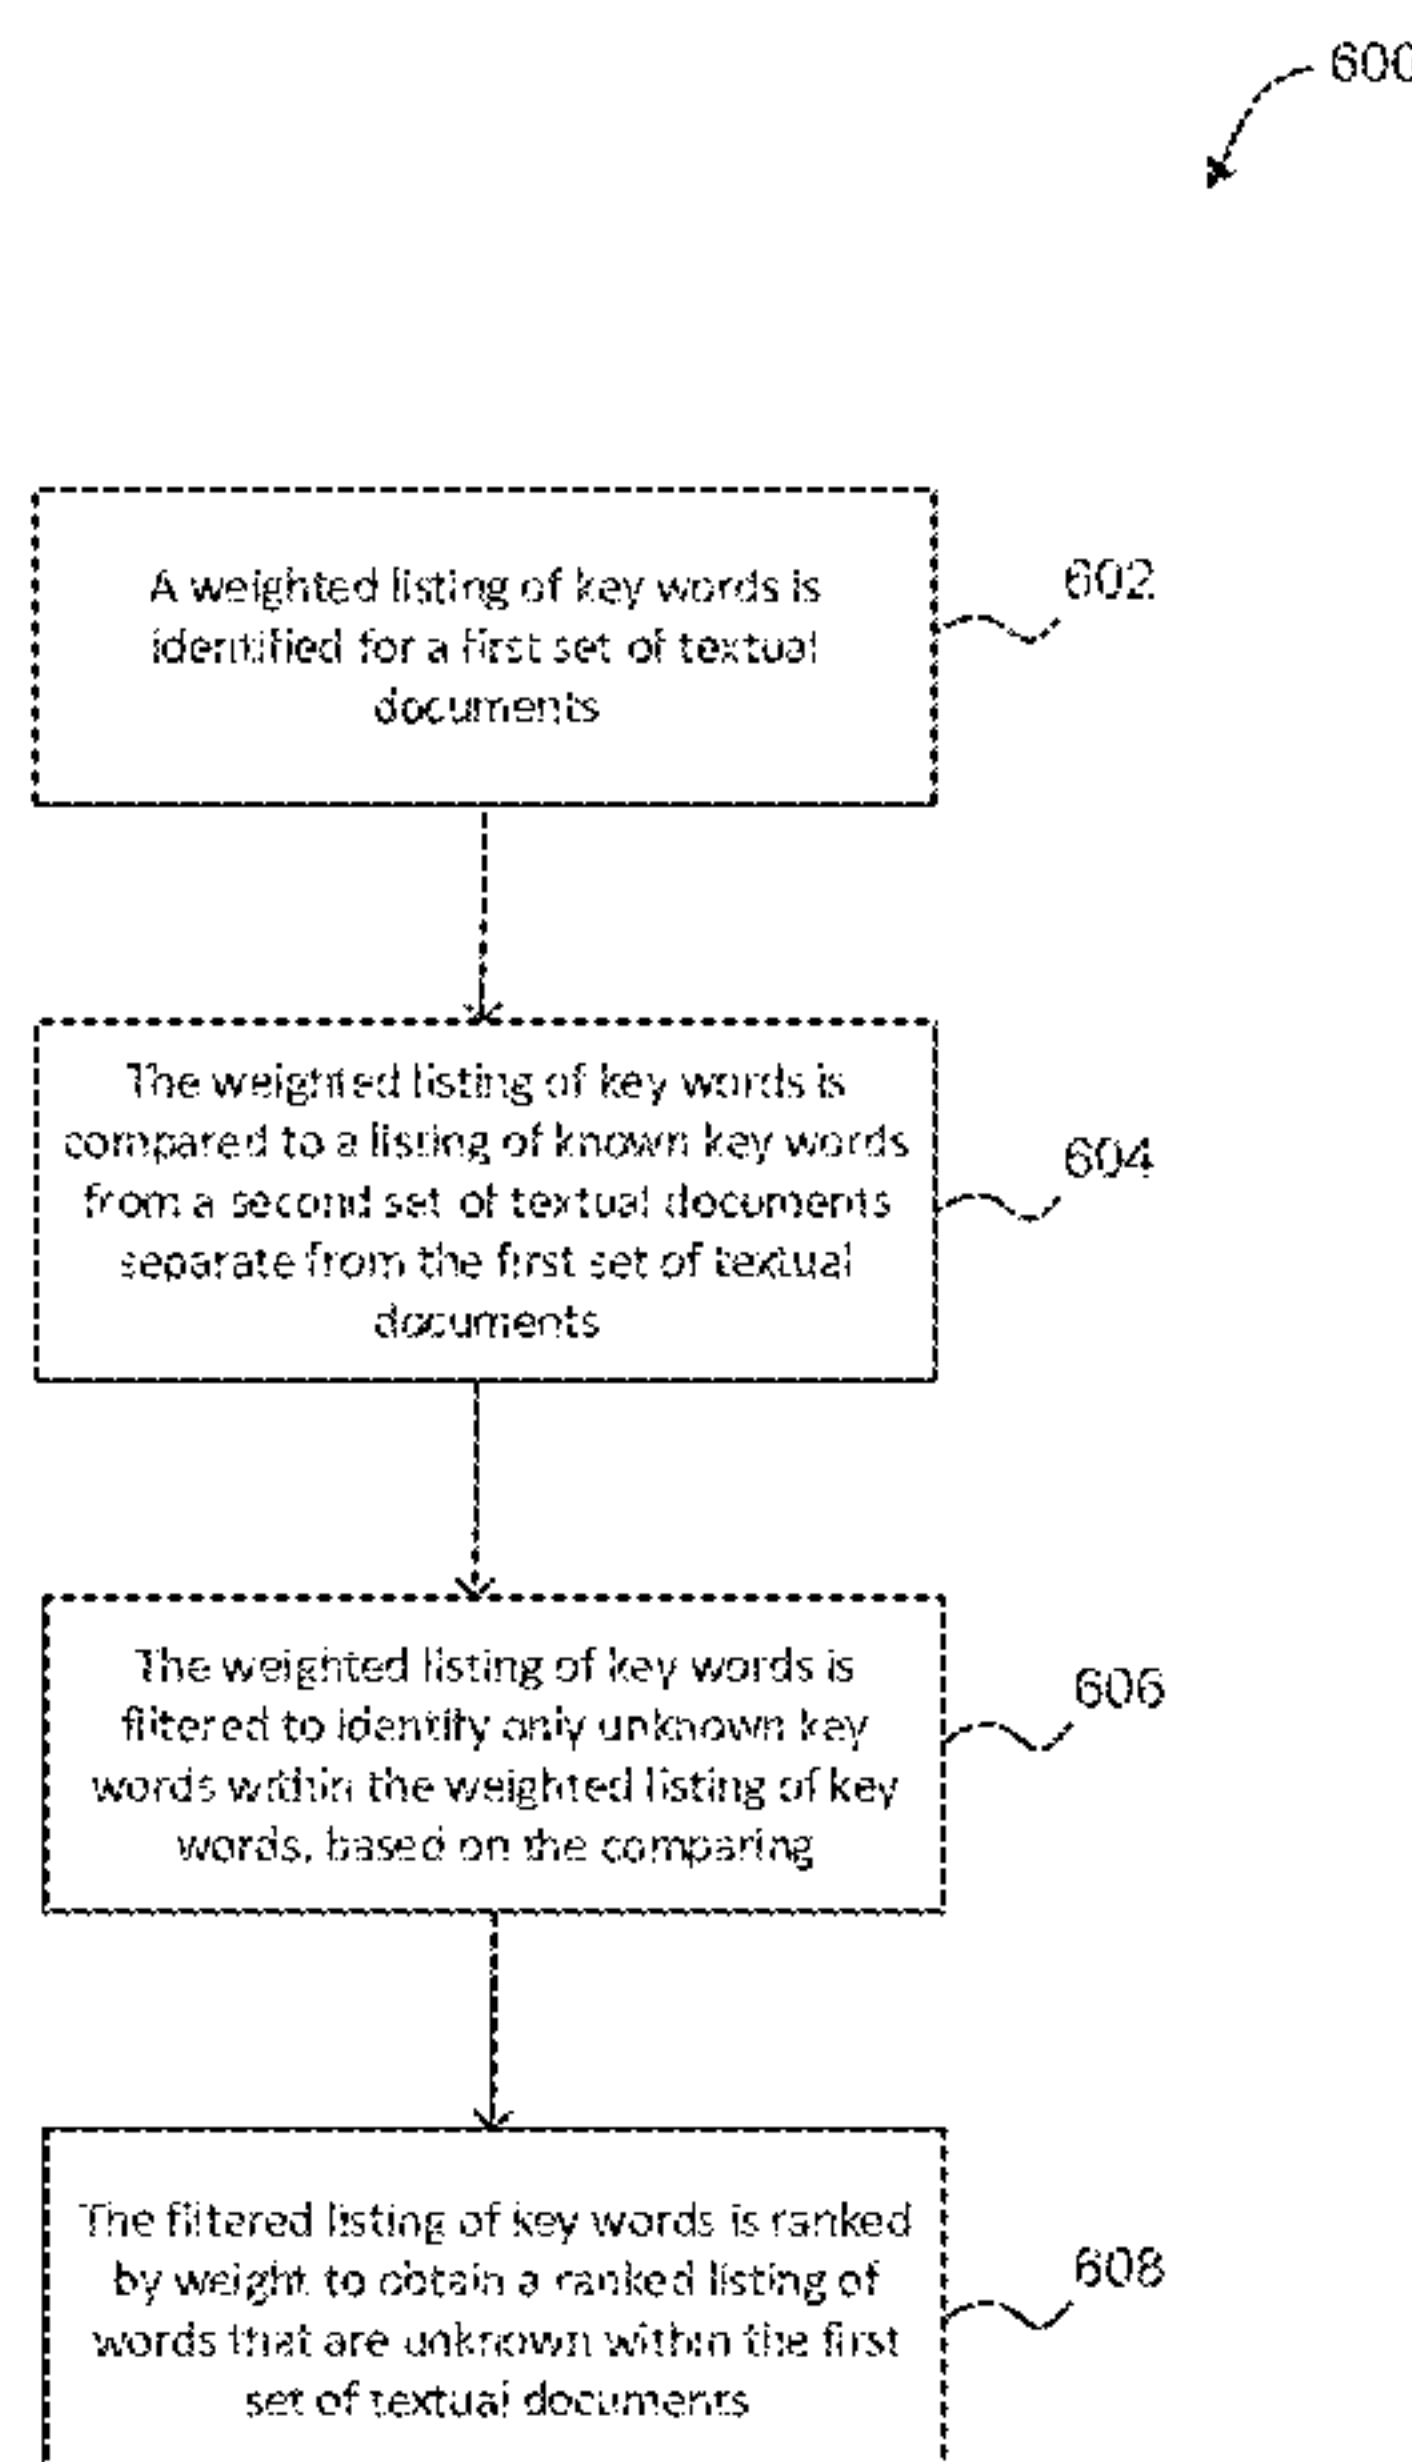 600
A weighted listing of key words is
identified for a first set of textual
documents
602
The weighted listing of key words is
compared to a listing of known key words
from a second set of textual documents
separate from the first set of textual
documents
604
The weighted listing of key words is
filtered to identify only unknown key
words within the weighted listing of key
words, based on the comparing
606
The filtered listing of key words is ranked
by weight to obtain a ranked listing of
words that are unknown within the first
set of textual documents
608